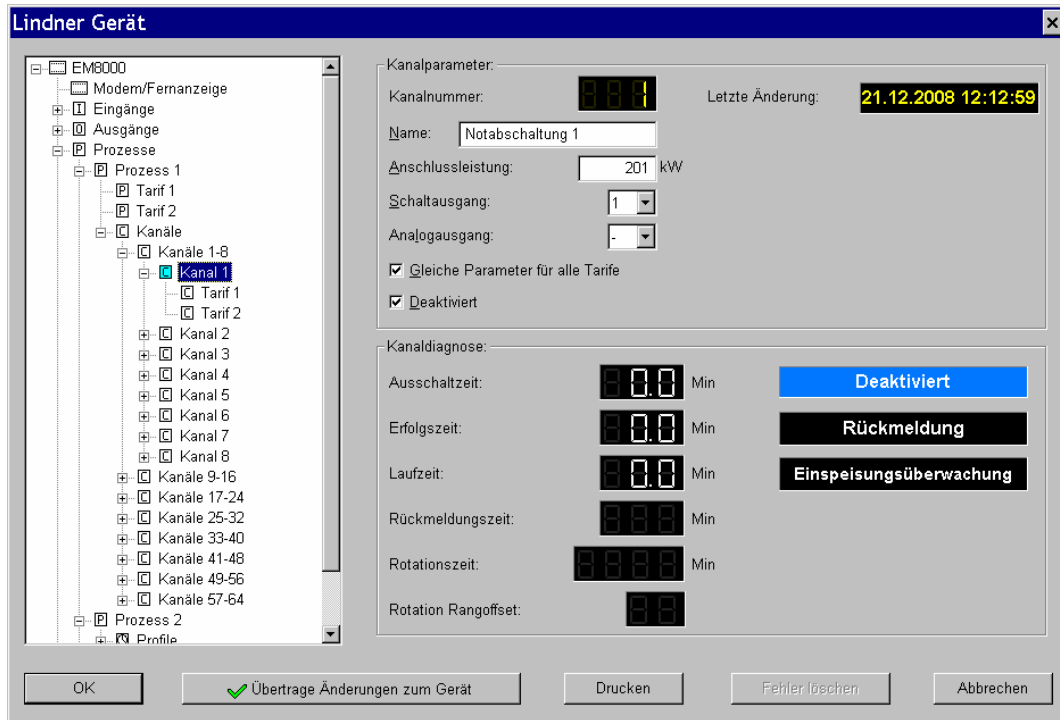 Lindner Gerät
EM8000
Modem/Fernanzeige
Eingänge
Ausgänge
Prozesse
Prozess 1
Tarif 1
Tarif 2
Kanäle
Kanäle 1-8
Kanal 1
Tarif 1
Tarif 2
Kanal 2
Kanal 3
Kanal 4
Kanal 5
Kanal 6
Kanal 7
Kanal 8
Kanäle 9-16
Kanäle 17-24
Kanäle 25-32
Kanäle 33-40
Kanäle 41-48
Kanäle 49-56
Kanäle 57-64
Prozess 2
Profile
Kanalparameter:
Kanalnummer: 1 Letzte Änderung: 21.12.2008 12:12:59
Name: Notabschaltung 1
Anschlussleistung: 201 kW
Schaltausgang: 1
Analogausgang: -
Gleiche Parameter für alle Tarife
Deaktiviert
Kanaldiagnose:
Ausschaltzeit: 0.0 Min Deaktiviert
Erfolgszeit: 0.0 Min Rückmeldung
Laufzeit: 0.0 Min Einspeisungsüberwachung
Rückmeldungszeit: Min
Rotationszeit: Min
Rotation Rangoffset:
OK Übertrage Änderungen zum Gerät Drucken Fehler löschen Abbrechen